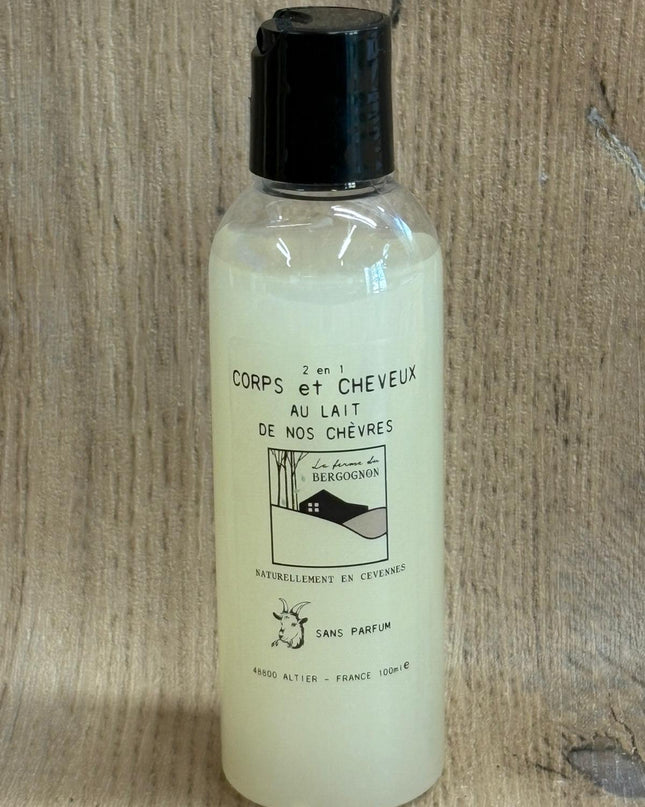 2 en 1
CORPS et CHEVEUX
AU LAIT
DE NOS CHÈVRES
La ferme du
BERGOGNON
NATURELLEMENT EN CEVENNES
SANS PARFUM
48800 ALTIER - FRANCE 100ml e